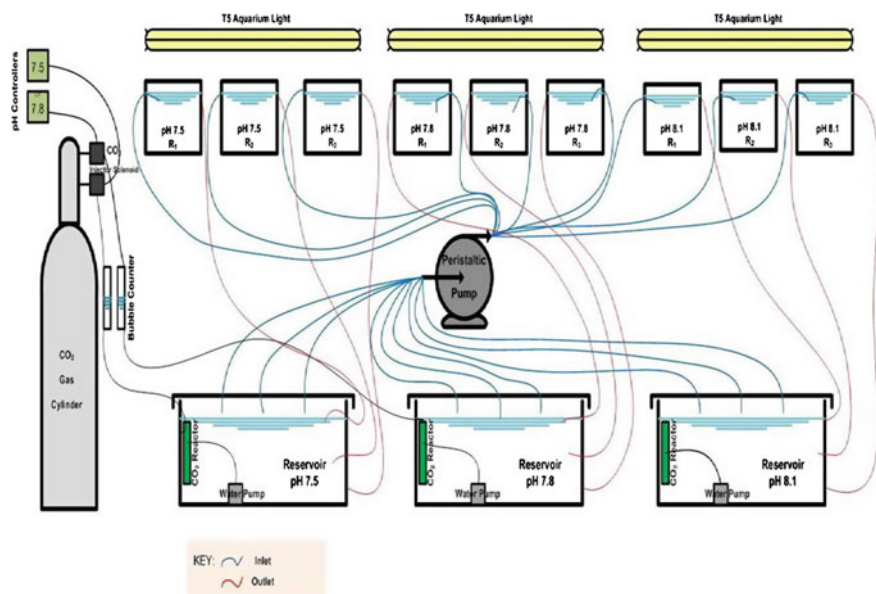 T5 Aquarium Light
T5 Aquarium Light
T5 Aquarium Light
pH Controllers
7.5
7.8
pH 7.5
R₁
pH 7.5
R₂
pH 7.5
R₃
pH 7.8
R₁
pH 7.8
R₂
pH 7.8
R₃
pH 8.1
R₁
pH 8.1
R₂
pH 8.1
R₃
CO₂
Injector Solenoid
Peristaltic
Pump
Bubble Counter
CO₂
Gas
Cylinder
CO₂ Reactor
Water Pump
Reservoir
pH 7.5
CO₂ Reactor
Water Pump
Reservoir
pH 7.8
CO₂ Reactor
Water Pump
Reservoir
pH 8.1
KEY:
Inlet
Outlet